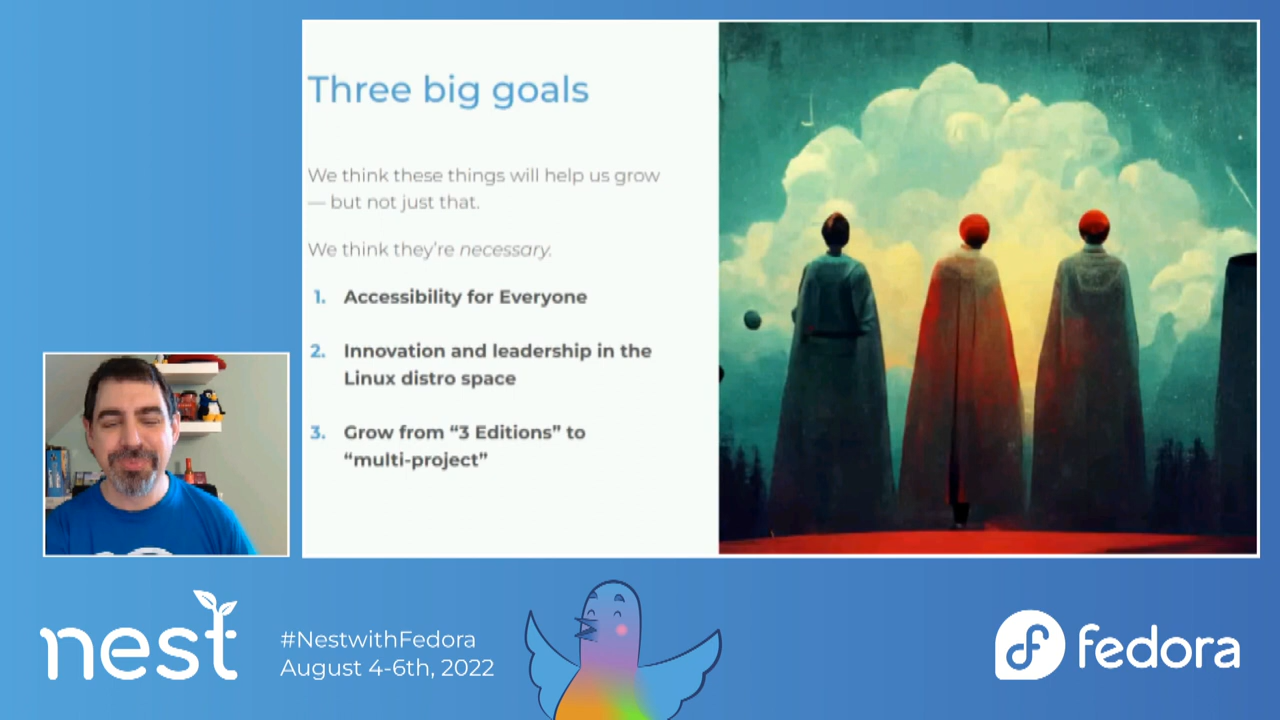 Three big goals
We think these things will help us grow
— but not just that.
We think they’re necessary.
1. Accessibility for Everyone
2. Innovation and leadership in the
Linux distro space
3. Grow from “3 Editions” to
“multi-project”
nest
#NestwithFedora
August 4-6th, 2022
fedora